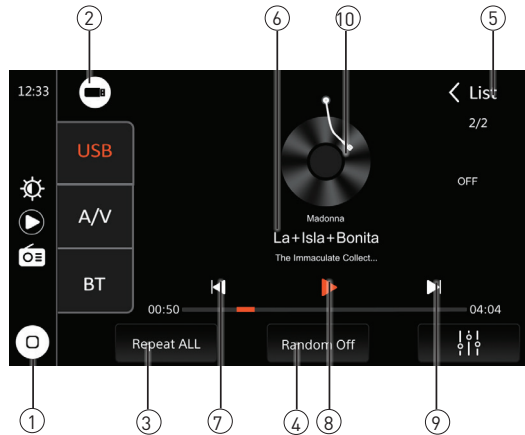 2
6
10
5
12:33
List
2/2
USB
OFF
A/V
Madonna
La+Isla+Bonita
The Immaculate Collect...
BT
00:50
04:04
Repeat ALL
Random Off
1
3
7
4
8
9